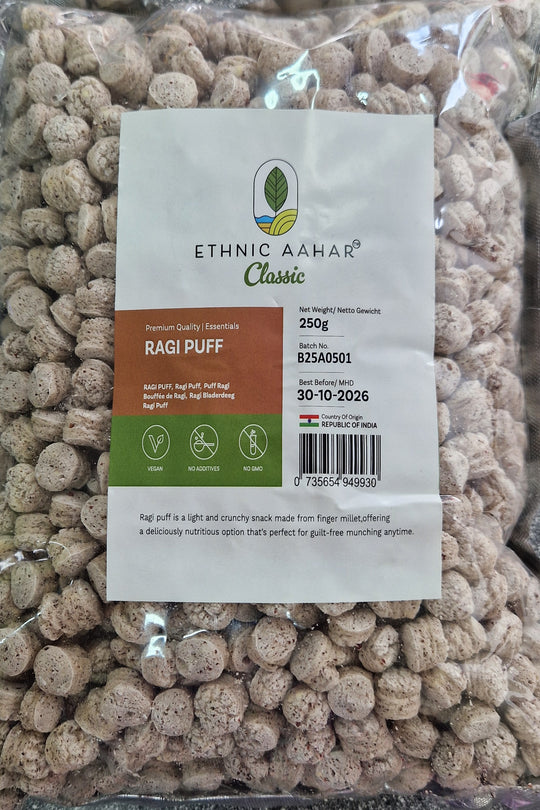 ETHNIC AAHAR™
Classic
Premium Quality | Essentials
RAGI PUFF
RAGI PUFF, Ragi Puff, Puff Ragi
Bouffée de Ragi, Ragi Bladerdeeg
Ragi Puff
VEGAN
NO ADDITIVES
NO GMO
Net Weight/ Netto Gewicht
250g
Batch No.
B25A0501
Best Before/ MHD
30-10-2026
Country Of Origin
REPUBLIC OF INDIA
0 735654 949930
Ragi puff is a light and crunchy snack made from finger millet,offering
a deliciously nutritious option that's perfect for guilt-free munching anytime.